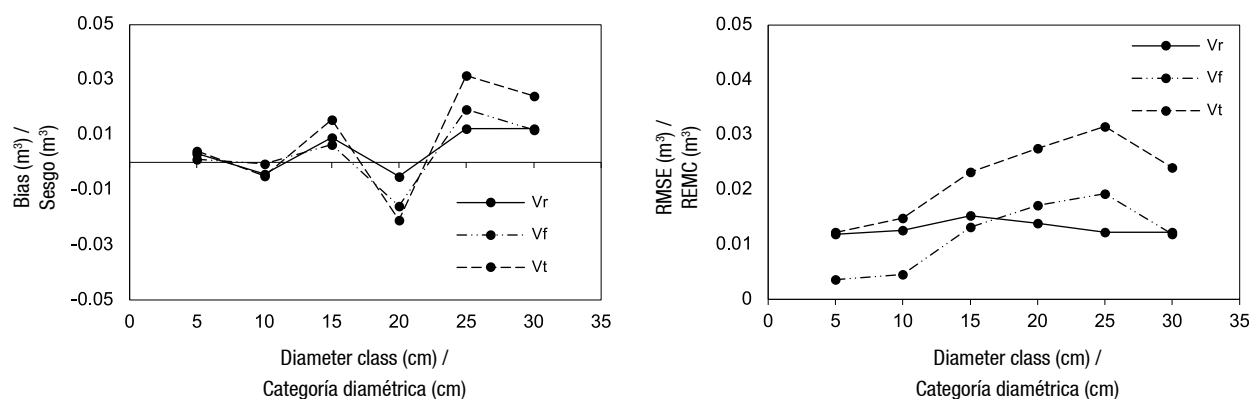 0.05
0.03
0.01
-0.01
-0.03
-0.05
Bias (m³) /
Sesgo (m³)
Vr
Vf
Vt
0 5 10 15 20 25 30 35
Diameter class (cm) /
Categoría diamétrica (cm)
0.05
0.04
0.03
0.02
0.01
0
RMSE (m³) /
REMC (m³)
Vr
Vf
Vt
0 5 10 15 20 25 30 35
Diameter class (cm) /
Categoría diamétrica (cm)